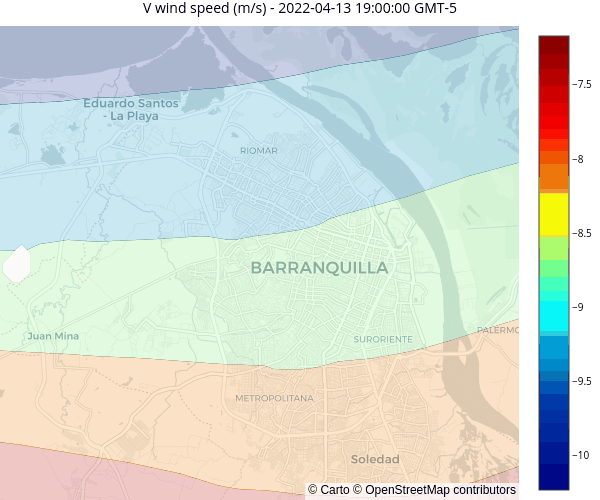 V wind speed (m/s) - 2022-04-13 19:00:00 GMT-5
Eduardo Santos
- La Playa
RIOMAR
BARRANQUILLA
Juan Mina
SURORIENTE
PALERMO
METROPOLITANA
Soledad
© Carto © OpenStreetMap contributors
−7.5
−8
−8.5
−9
−9.5
−10